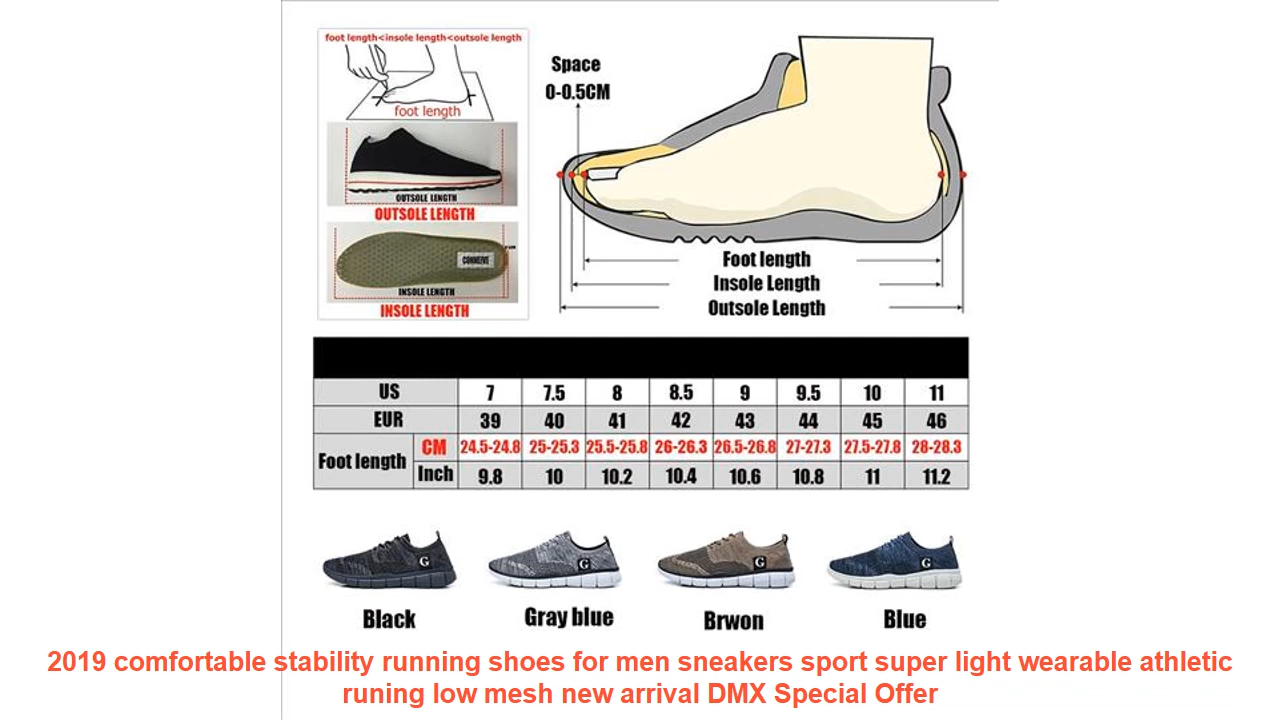 foot length<insole length<outsole length
foot length
OUTSOLE LENGTH
OUTSOLE LENGTH
INSOLE LENGTH
INSOLE LENGTH
Space
0-0.5CM
Foot length
Insole Length
Outsole Length
US 7 7.5 8 8.5 9 9.5 10 11
EUR 39 40 41 42 43 44 45 46
Foot length CM 24.5-24.8 25-25.3 25.5-25.8 26-26.3 26.5-26.8 27-27.3 27.5-27.8 28-28.3
Inch 9.8 10 10.2 10.4 10.6 10.8 11 11.2
G G G G
Black Gray blue Brwon Blue
2019 comfortable stability running shoes for men sneakers sport super light wearable athletic
runing low mesh new arrival DMX Special Offer